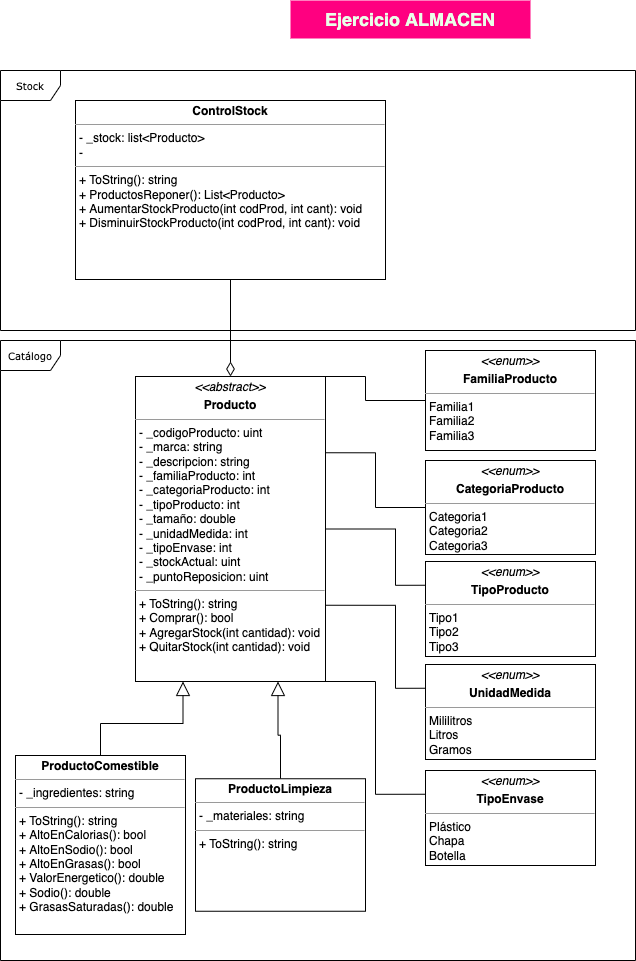 Ejercicio ALMACEN
Stock
ControlStock
- _stock: list<Producto>
-
+ ToString(): string
+ ProductosReponer(): List<Producto>
+ AumentarStockProducto(int codProd, int cant): void
+ DisminuirStockProducto(int codProd, int cant): void
Catálogo
<<abstract>>
Producto
- _codigoProducto: uint
- _marca: string
- _descripcion: string
- _familiaProducto: int
- _categoriaProducto: int
- _tipoProducto: int
- _tamaño: double
- _unidadMedida: int
- _tipoEnvase: int
- _stockActual: uint
- _puntoReposicion: uint
+ ToString(): string
+ Comprar(): bool
+ AgregarStock(int cantidad): void
+ QuitarStock(int cantidad): void
<<enum>>
FamiliaProducto
Familia1
Familia2
Familia3
<<enum>>
CategoriaProducto
Categoria1
Categoria2
Categoria3
<<enum>>
TipoProducto
Tipo1
Tipo2
Tipo3
<<enum>>
UnidadMedida
Mililitros
Litros
Gramos
<<enum>>
TipoEnvase
Plástico
Chapa
Botella
ProductoComestible
- _ingredientes: string
+ ToString(): string
+ AltoEnCalorias(): bool
+ AltoEnSodio(): bool
+ AltoEnGrasas(): bool
+ ValorEnergetico(): double
+ Sodio(): double
+ GrasasSaturadas(): double
ProductoLimpieza
- _materiales: string
+ ToString(): string